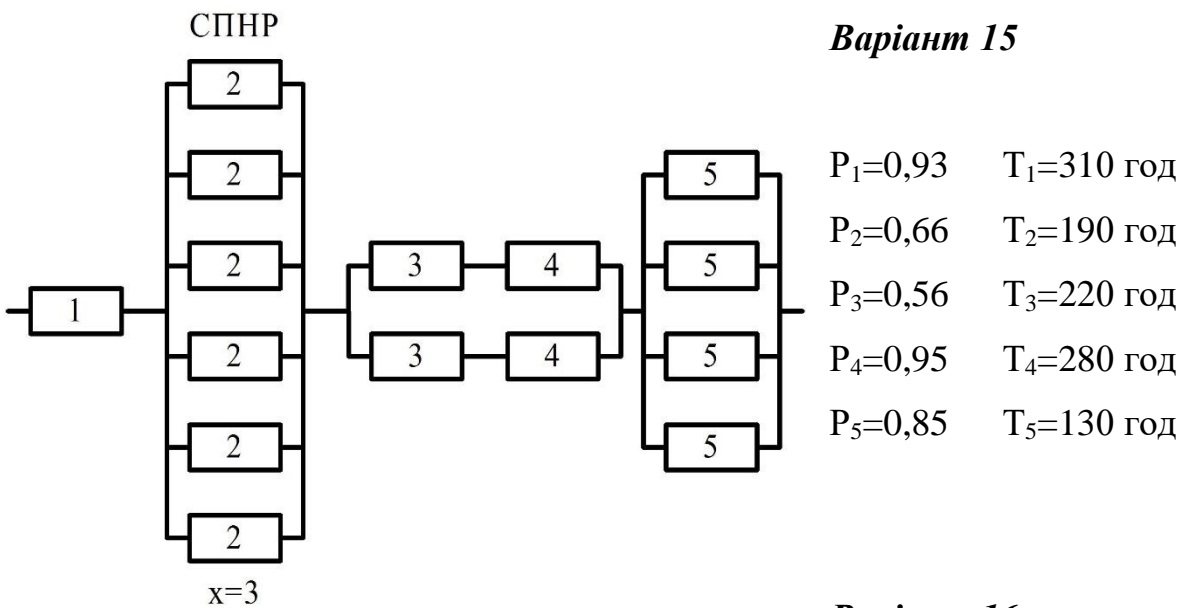 СПНР
Варіант 15
2
2
2
2
2
2
x=3
1
3
4
3
4
5
5
5
5
P₁=0,93 T₁=310 год
P₂=0,66 T₂=190 год
P₃=0,56 T₃=220 год
P₄=0,95 T₄=280 год
P₅=0,85 T₅=130 год